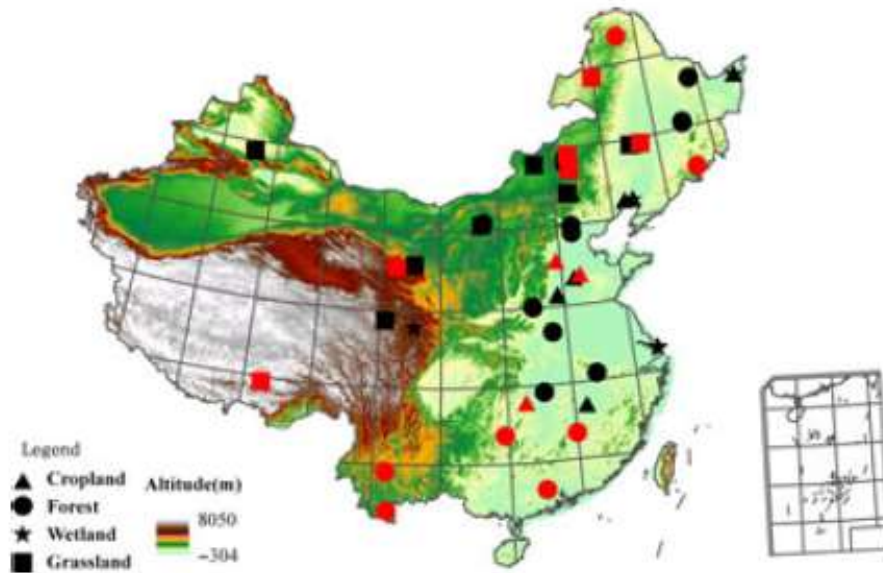 Legend
Cropland
Forest
Wetland
Grassland
Altitude(m)
8050
−304